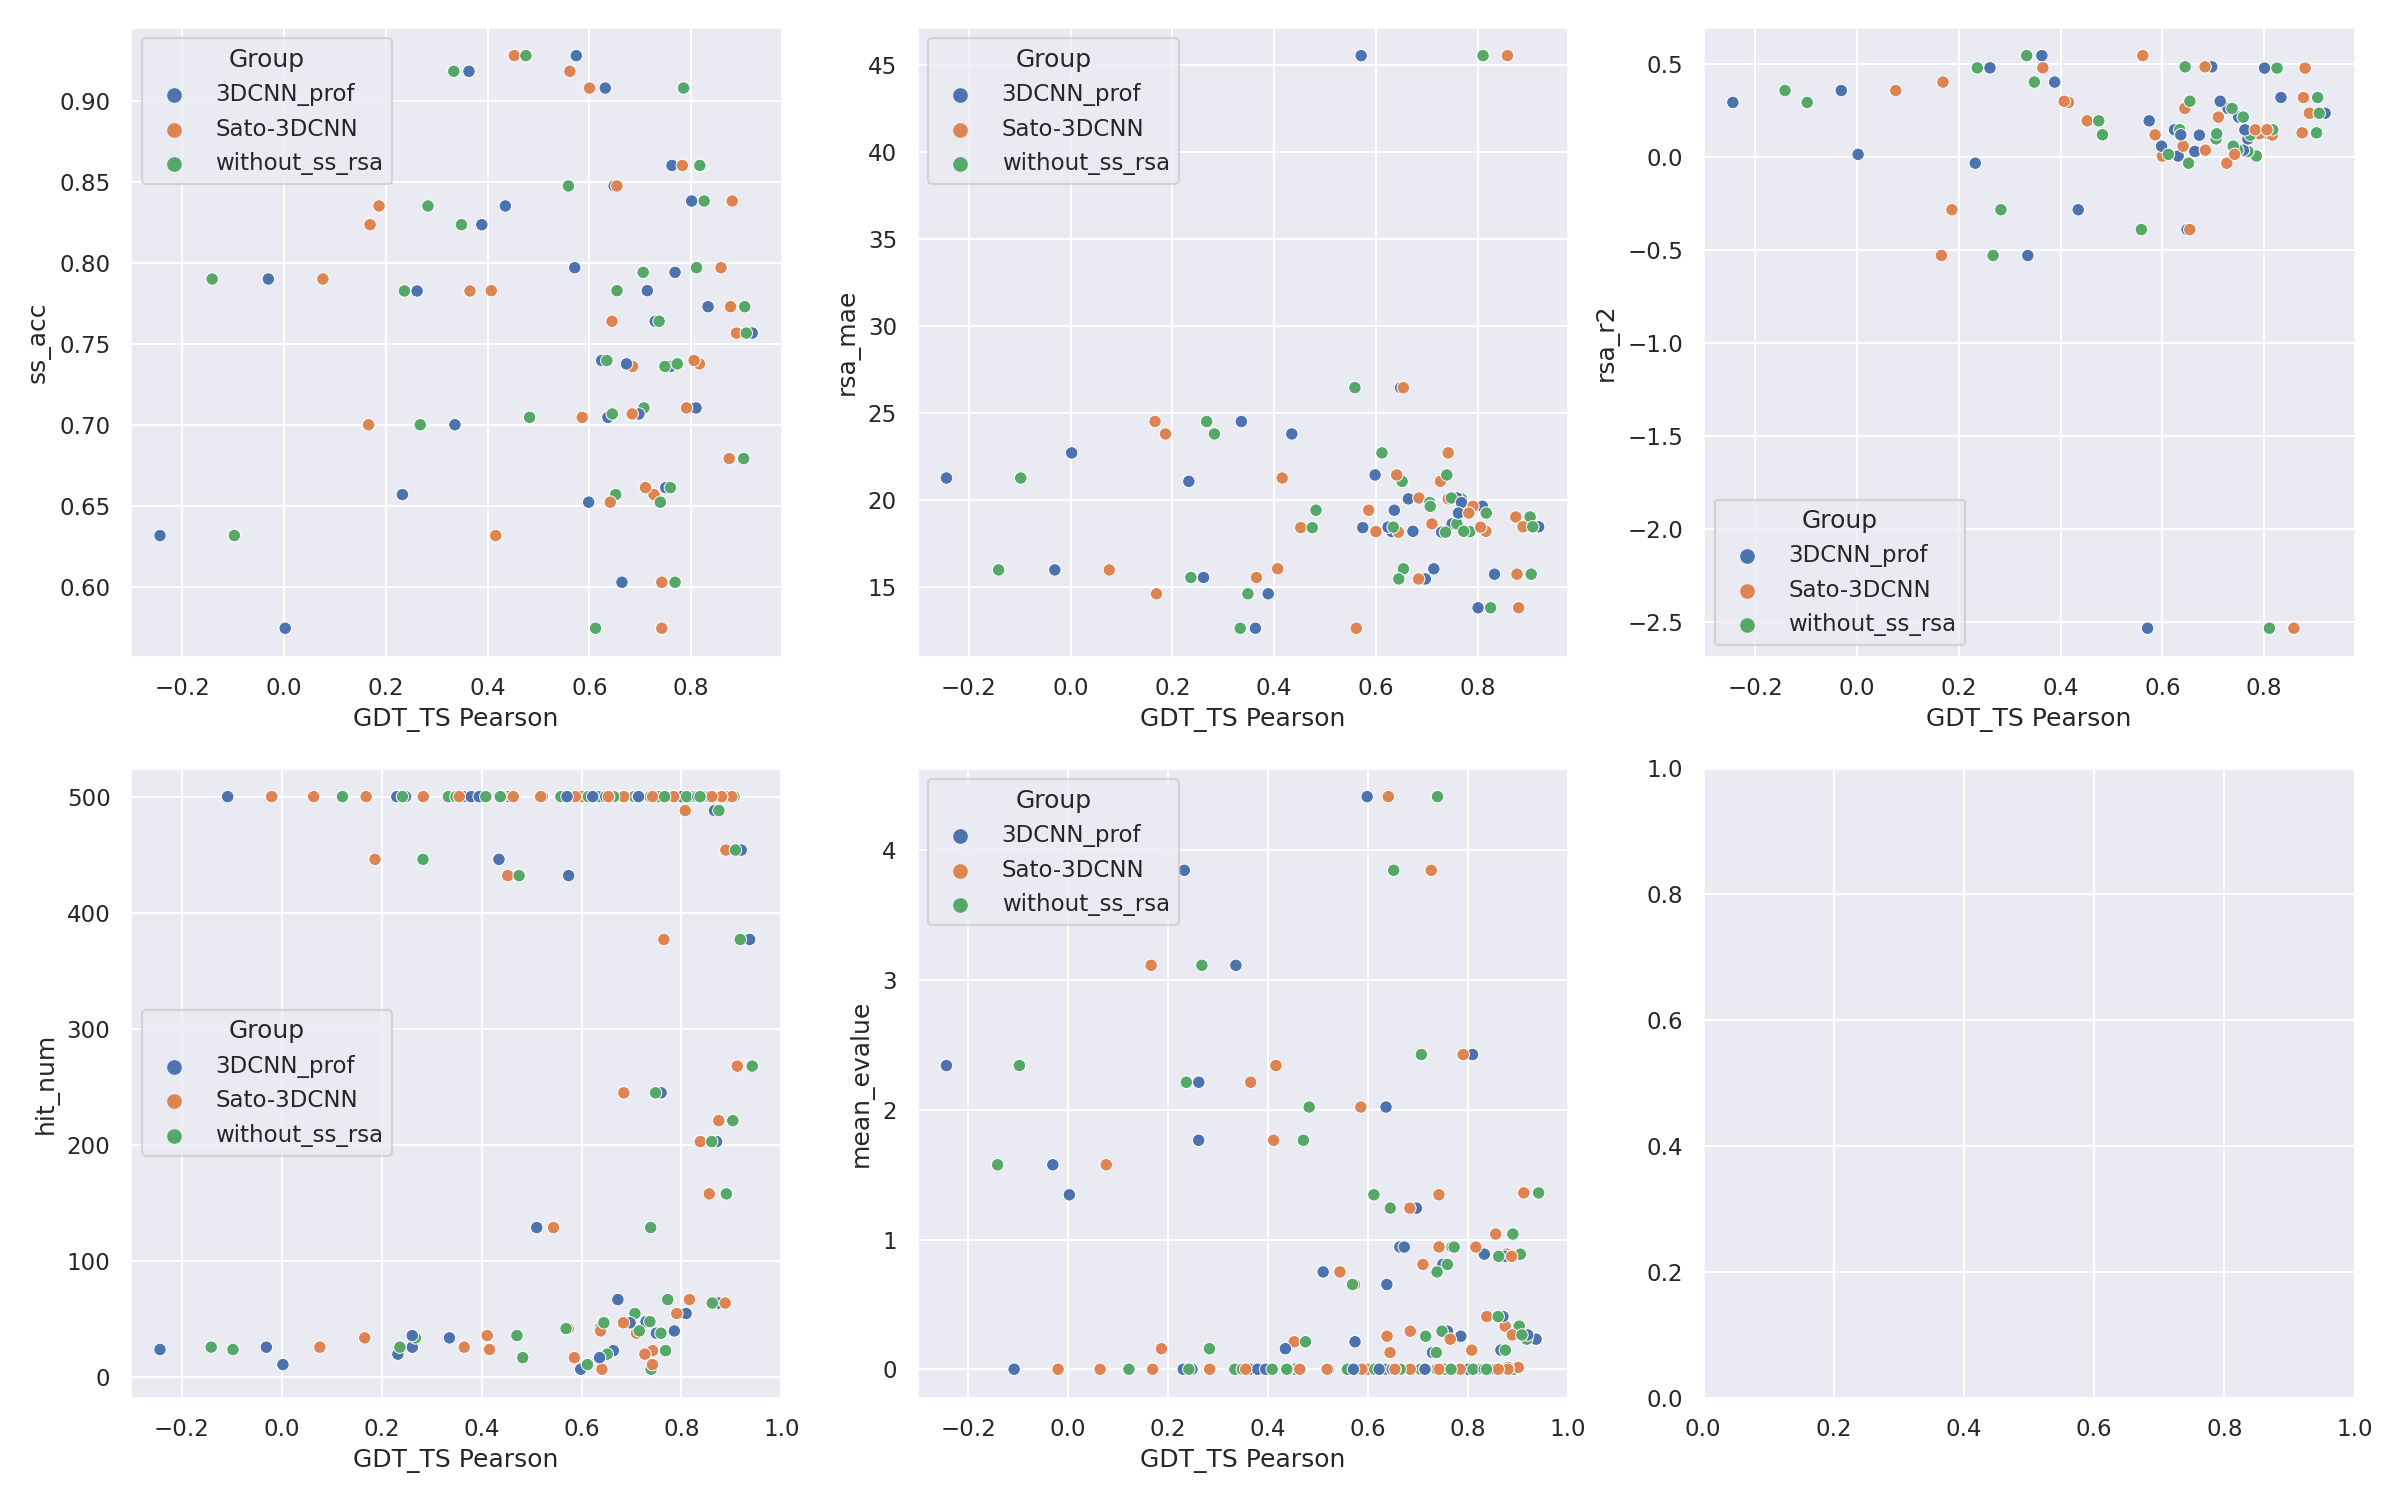 Group
3DCNN_prof
Sato-3DCNN
without_ss_rsa
0.90
0.85
0.80
0.75
0.70
0.65
0.60
ss_acc
−0.2 0.0 0.2 0.4 0.6 0.8
GDT_TS Pearson
Group
3DCNN_prof
Sato-3DCNN
without_ss_rsa
45
40
35
30
25
20
15
rsa_mae
−0.2 0.0 0.2 0.4 0.6 0.8
GDT_TS Pearson
0.5
0.0
−0.5
−1.0
−1.5
−2.0
−2.5
rsa_r2
Group
3DCNN_prof
Sato-3DCNN
without_ss_rsa
−0.2 0.0 0.2 0.4 0.6 0.8
GDT_TS Pearson
500
400
300
200
100
0
hit_num
Group
3DCNN_prof
Sato-3DCNN
without_ss_rsa
−0.2 0.0 0.2 0.4 0.6 0.8 1.0
GDT_TS Pearson
Group
3DCNN_prof
Sato-3DCNN
without_ss_rsa
4
3
2
1
0
mean_evalue
−0.2 0.0 0.2 0.4 0.6 0.8 1.0
GDT_TS Pearson
1.0
0.8
0.6
0.4
0.2
0.0
0.0 0.2 0.4 0.6 0.8 1.0